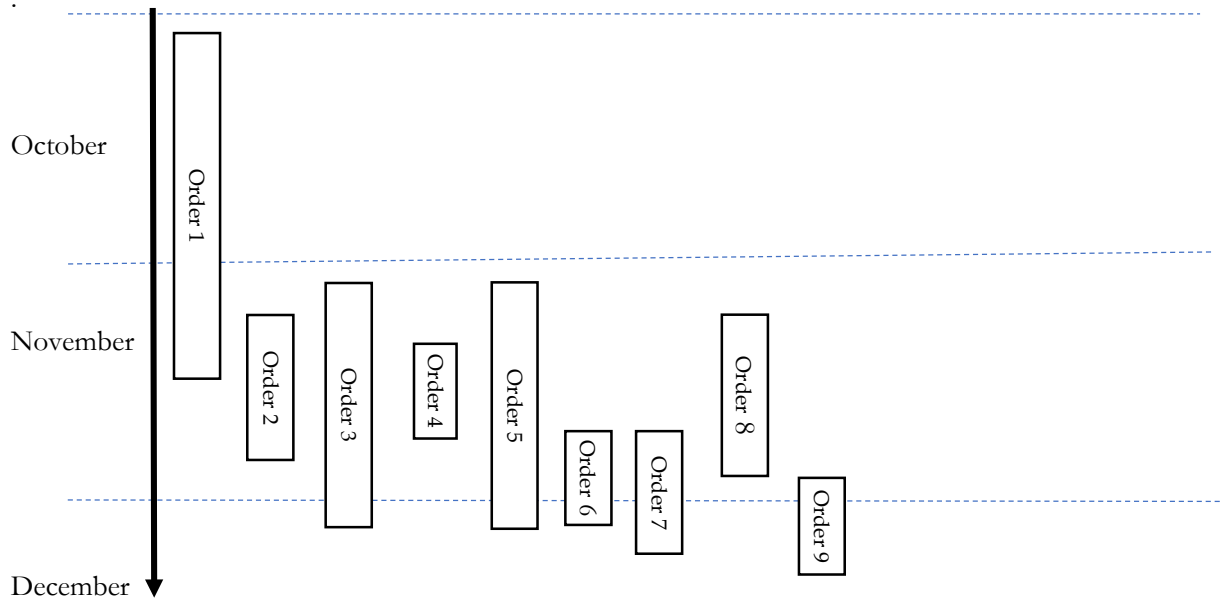 .
October
Order 1
November
Order 2
Order 3
Order 4
Order 5
Order 6
Order 7
Order 8
Order 9
December